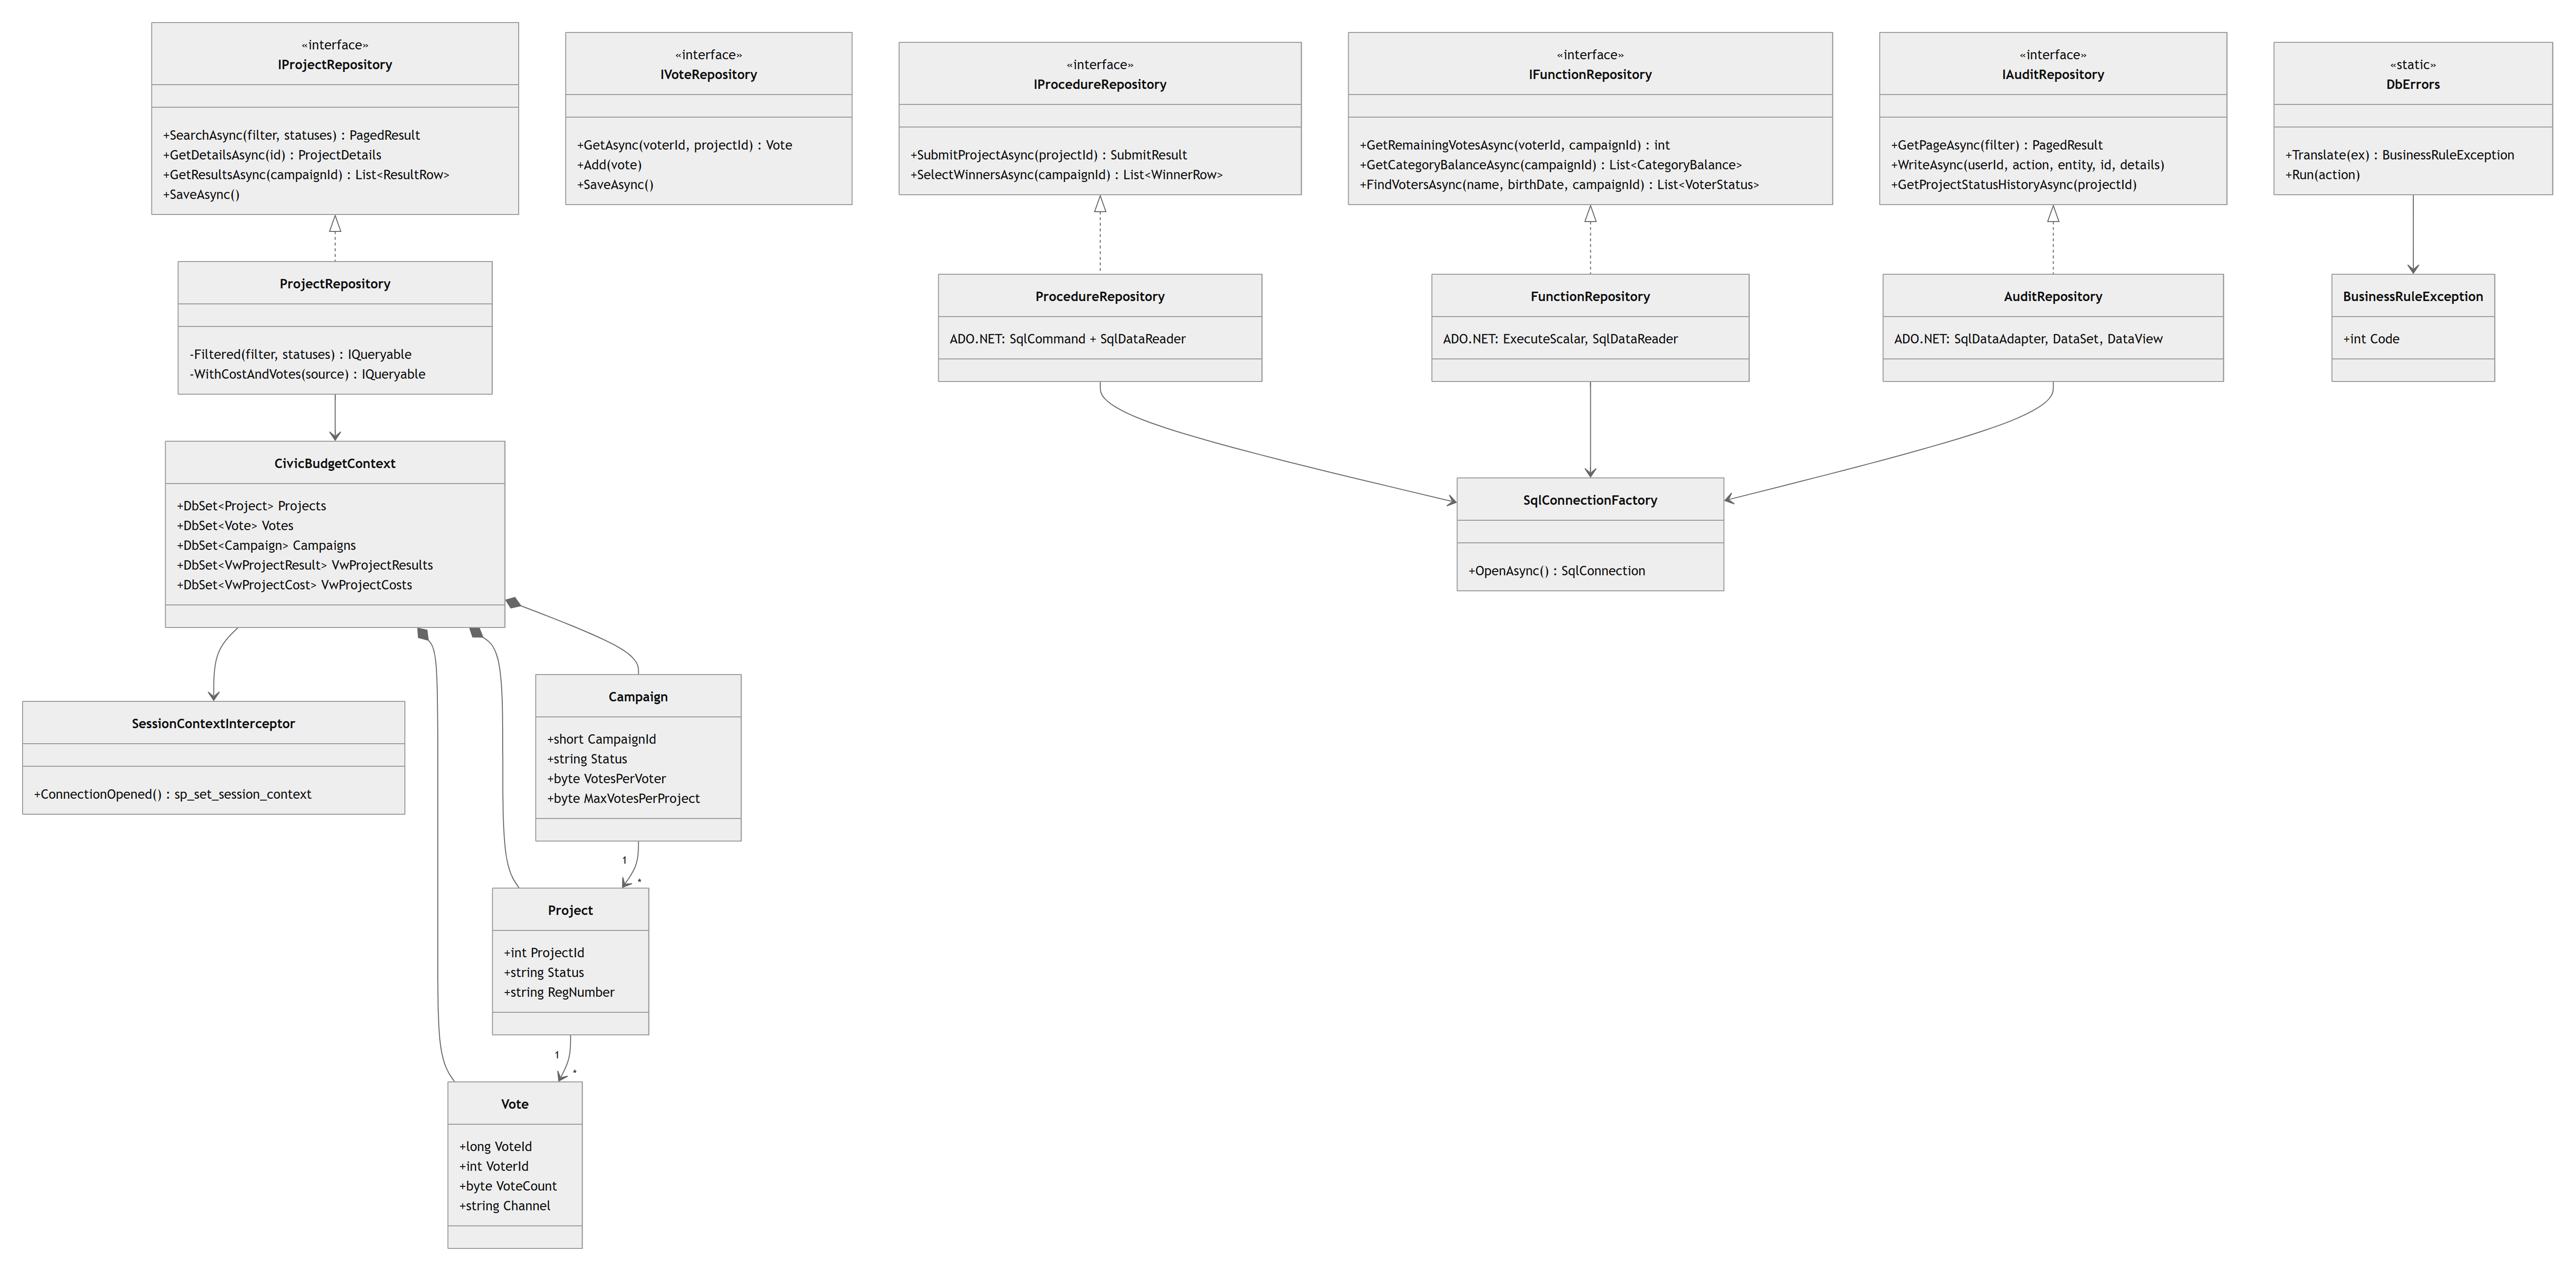 «interface»
IProjectRepository
+SearchAsync(filter, statuses) : PagedResult
+GetDetailsAsync(id) : ProjectDetails
+GetResultsAsync(campaignId) : List<ResultRow>
+SaveAsync()
«interface»
IVoteRepository
+GetAsync(voterId, projectId) : Vote
+Add(vote)
+SaveAsync()
«interface»
IProcedureRepository
+SubmitProjectAsync(projectId) : SubmitResult
+SelectWinnersAsync(campaignId) : List<WinnerRow>
«interface»
IFunctionRepository
+GetRemainingVotesAsync(voterId, campaignId) : int
+GetCategoryBalanceAsync(campaignId) : List<CategoryBalance>
+FindVotersAsync(name, birthDate, campaignId) : List<VoterStatus>
«interface»
IAuditRepository
+GetPageAsync(filter) : PagedResult
+WriteAsync(userId, action, entity, id, details)
+GetProjectStatusHistoryAsync(projectId)
«static»
DbErrors
+Translate(ex) : BusinessRuleException
+Run(action)
ProjectRepository
-Filtered(filter, statuses) : IQueryable
-WithCostAndVotes(source) : IQueryable
ProcedureRepository
ADO.NET: SqlCommand + SqlDataReader
FunctionRepository
ADO.NET: ExecuteScalar, SqlDataReader
AuditRepository
ADO.NET: SqlDataAdapter, DataSet, DataView
BusinessRuleException
+int Code
CivicBudgetContext
+DbSet<Project> Projects
+DbSet<Vote> Votes
+DbSet<Campaign> Campaigns
+DbSet<VwProjectResult> VwProjectResults
+DbSet<VwProjectCost> VwProjectCosts
SqlConnectionFactory
+OpenAsync() : SqlConnection
SessionContextInterceptor
+ConnectionOpened() : sp_set_session_context
Campaign
+short CampaignId
+string Status
+byte VotesPerVoter
+byte MaxVotesPerProject
1
*
Project
+int ProjectId
+string Status
+string RegNumber
1
*
Vote
+long VoteId
+int VoterId
+byte VoteCount
+string Channel